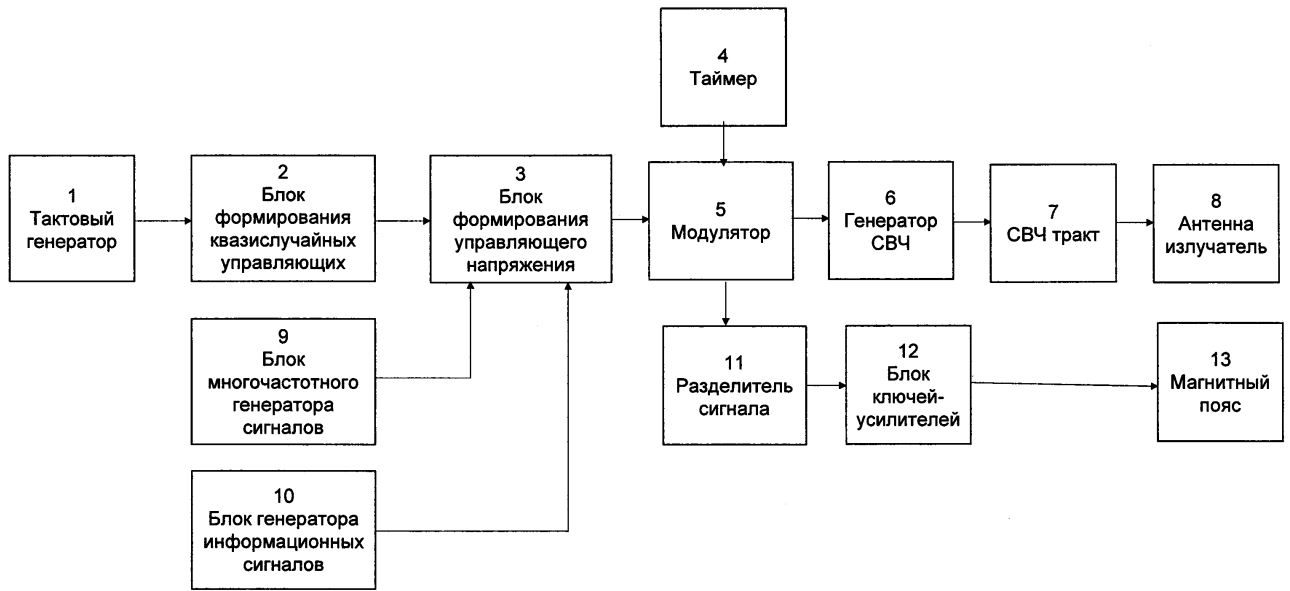 4
Таймер
1
Тактовый
генератор
2
Блок
формирования
квазислучайных
управляющих
3
Блок
формирования
управляющего
напряжения
5
Модулятор
6
Генератор
СВЧ
7
СВЧ тракт
8
Антенна
излучатель
9
Блок
многочастотного
генератора
сигналов
11
Разделитель
сигнала
12
Блок
ключей-
усилителей
13
Магнитный
пояс
10
Блок генератора
информационных
сигналов